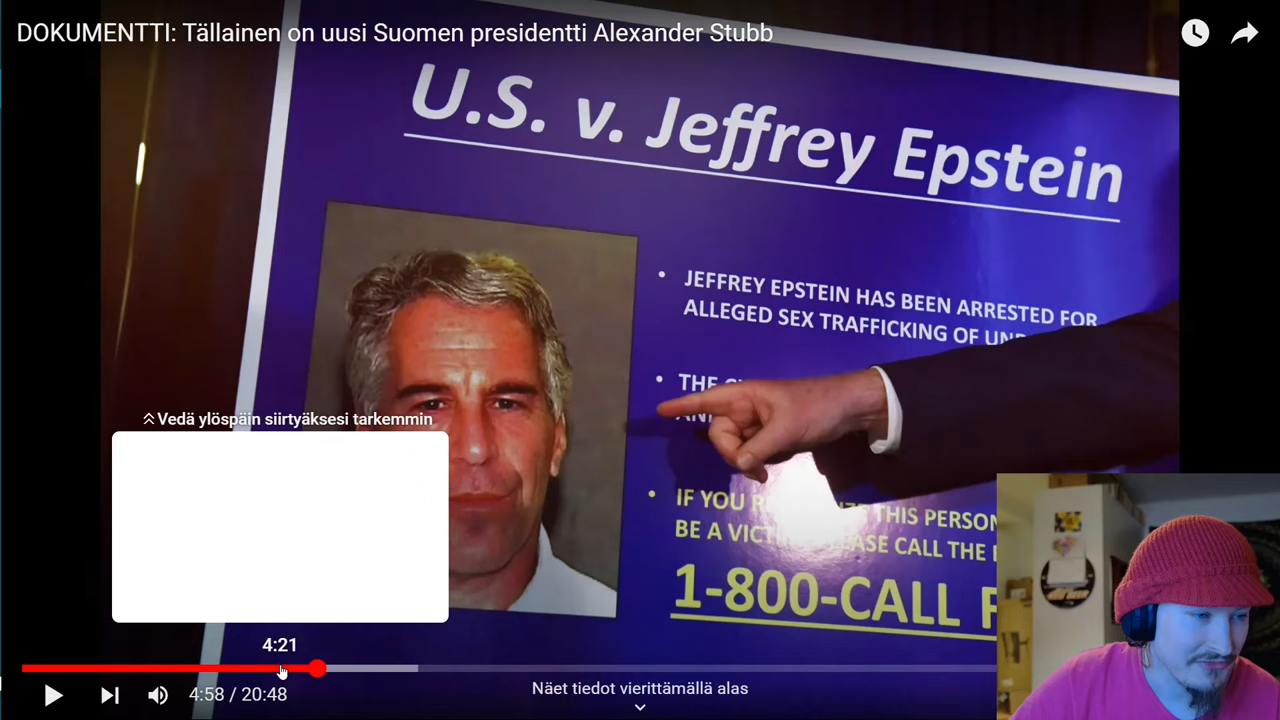 DOKUMENTTI: Tällainen on uusi Suomen presidentti Alexander Stubb
U.S. v. Jeffrey Epstein
• JEFFREY EPSTEIN HAS BEEN ARRESTED FOR
ALLEGED SEX TRAFFICKING OF
• THE
• IF YOU THIS PERSON
BE A CALL THE
1-800-CALL
Vedä ylöspäin siirtyäksesi tarkemmin
4:21
4:58 / 20:48
Näet tiedot vierittämällä alas